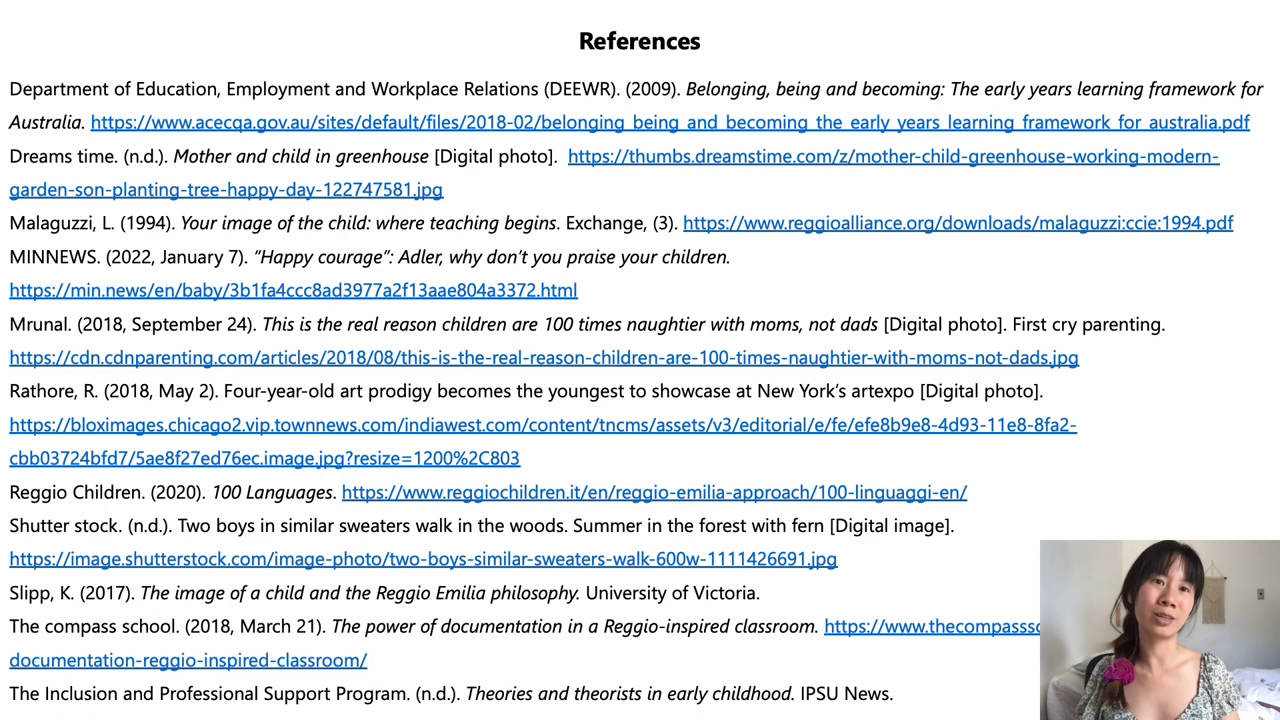 References
Department of Education, Employment and Workplace Relations (DEEWR). (2009). Belonging, being and becoming: The early years learning framework for
Australia. https://www.acecqa.gov.au/sites/default/files/2018-02/belonging_being_and_becoming_the_early_years_learning_framework_for_australia.pdf
Dreams time. (n.d.). Mother and child in greenhouse [Digital photo]. https://thumbs.dreamstime.com/z/mother-child-greenhouse-working-modern-
garden-son-planting-tree-happy-day-122747581.jpg
Malaguzzi, L. (1994). Your image of the child: where teaching begins. Exchange, (3). https://www.reggioalliance.org/downloads/malaguzzi:ccie:1994.pdf
MINNEWS. (2022, January 7). “Happy courage”: Adler, why don’t you praise your children.
https://min.news/en/baby/3b1fa4ccc8ad3977a2f13aae804a3372.html
Mrunal. (2018, September 24). This is the real reason children are 100 times naughtier with moms, not dads [Digital photo]. First cry parenting.
https://cdn.cdnparenting.com/articles/2018/08/this-is-the-real-reason-children-are-100-times-naughtier-with-moms-not-dads.jpg
Rathore, R. (2018, May 2). Four-year-old art prodigy becomes the youngest to showcase at New York’s artexpo [Digital photo].
https://bloximages.chicago2.vip.townnews.com/indiawest.com/content/tncms/assets/v3/editorial/e/fe/efe8b9e8-4d93-11e8-8fa2-
cbb03724bfd7/5ae8f27ed76ec.image.jpg?resize=1200%2C803
Reggio Children. (2020). 100 Languages. https://www.reggiochildren.it/en/reggio-emilia-approach/100-linguaggi-en/
Shutter stock. (n.d.). Two boys in similar sweaters walk in the woods. Summer in the forest with fern [Digital image].
https://image.shutterstock.com/image-photo/two-boys-similar-sweaters-walk-600w-1111426691.jpg
Slipp, K. (2017). The image of a child and the Reggio Emilia philosophy. University of Victoria.
The compass school. (2018, March 21). The power of documentation in a Reggio-inspired classroom. https://www.thecompasss
documentation-reggio-inspired-classroom/
The Inclusion and Professional Support Program. (n.d.). Theories and theorists in early childhood. IPSU News.